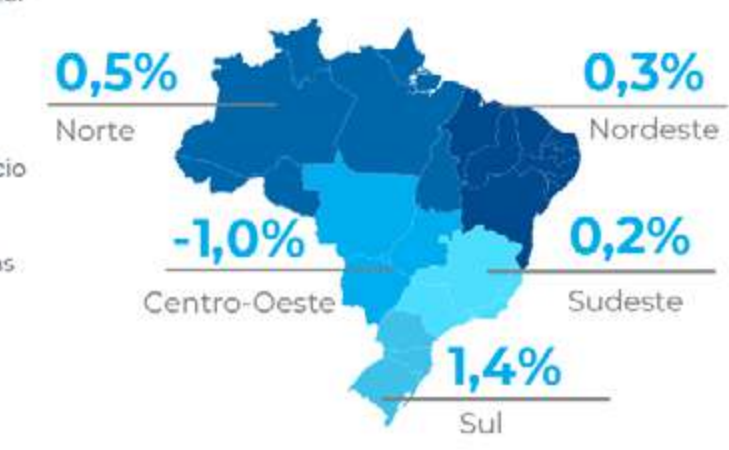 0,5%
Norte
0,3%
Nordeste
-1,0%
Centro-Oeste
0,2%
Sudeste
1,4%
Sul